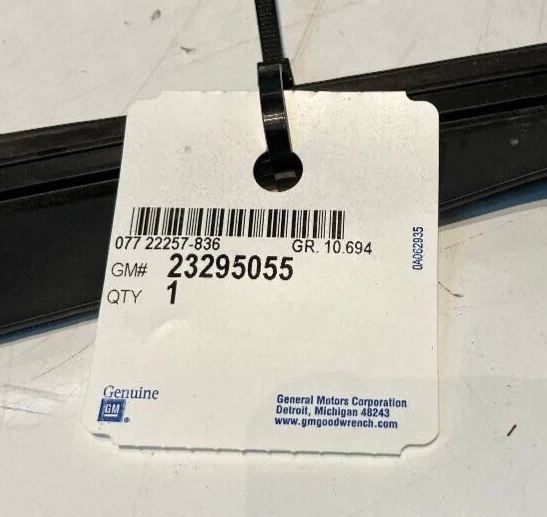 077 22257-836 GR. 10.694
GM# 23295055
QTY 1
0A062935
Genuine
GM
General Motors Corporation
Detroit, Michigan 48243
www.gmgoodwrench.com